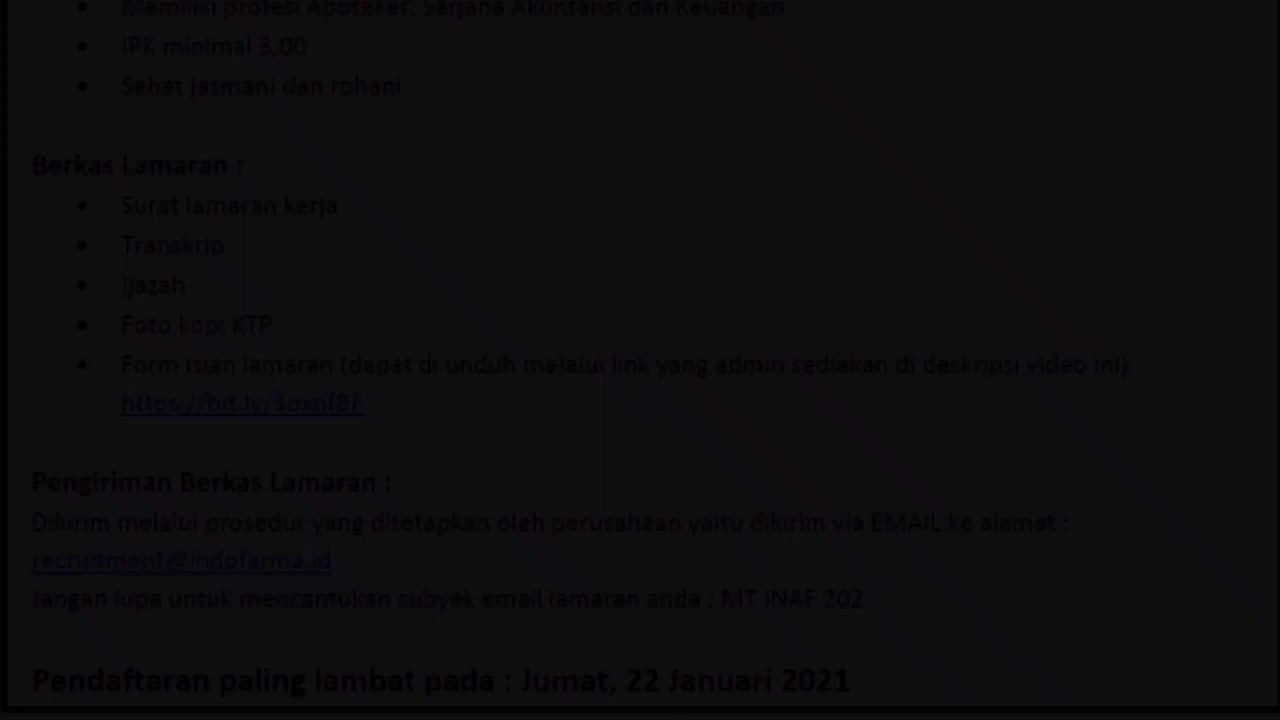 Memiliki profesi Apoteker, Sarjana Akuntansi dan Keuangan
IPK minimal 3,00
Sehat jasmani dan rohani
Berkas Lamaran :
Surat lamaran kerja
Transkrip
Ijazah
Foto kopi KTP
Form isian lamaran (dapat di unduh melalui link yang admin sediakan di deskripsi video ini)
Pengiriman Berkas Lamaran :
Dikirim melalui prosedur yang ditetapkan oleh perusahaan yaitu dikirim via EMAIL ke alamat :
recruitment@indofarma.id
Jangan lupa untuk mencantukan subyek email lamaran anda : MT INAF 202
Pendaftaran paling lambat pada : Jumat, 22 Januari 2021